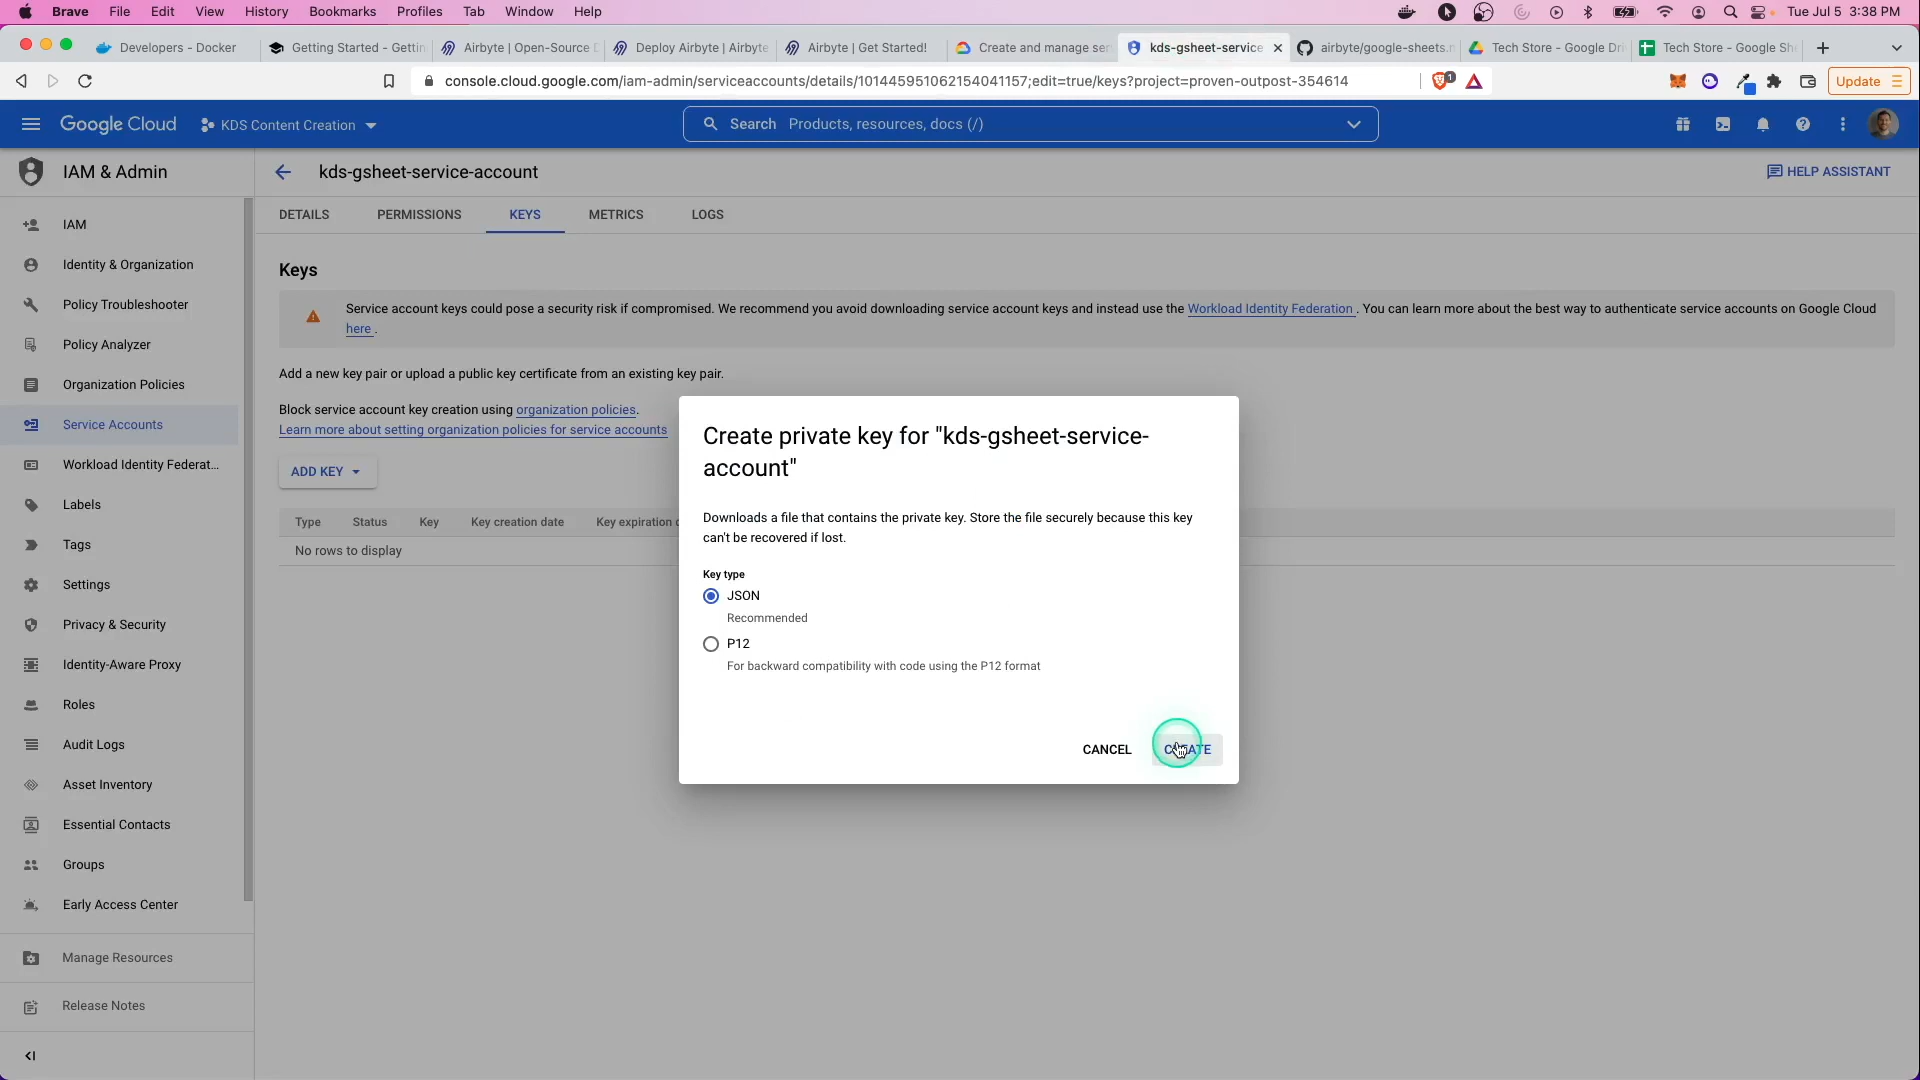 Brave File Edit View History Bookmarks Profiles Tab Window Help Tue Jul 5 3:38 PM
Developers - Docker Getting Started - Gettin Airbyte | Open-Source Deploy Airbyte | Airbyte Airbyte | Get Started! Create and manage ser kds-gsheet-service airbyte/google-sheets.n Tech Store - Google Dri Tech Store - Google She
console.cloud.google.com/iam-admin/serviceaccounts/details/101445951062154041157;edit=true/keys?project=proven-outpost-354614 1 Update
Google Cloud KDS Content Creation Search Products, resources, docs (/)
IAM & Admin kds-gsheet-service-account HELP ASSISTANT
DETAILS PERMISSIONS KEYS METRICS LOGS
IAM
Identity & Organization
Policy Troubleshooter
Policy Analyzer
Organization Policies
Service Accounts
Workload Identity Federat...
Labels
Tags
Settings
Privacy & Security
Identity-Aware Proxy
Roles
Audit Logs
Asset Inventory
Essential Contacts
Groups
Early Access Center
Manage Resources
Release Notes
Keys
Service account keys could pose a security risk if compromised. We recommend you avoid downloading service account keys and instead use the Workload Identity Federation . You can learn more about the best way to authenticate service accounts on Google Cloud
here .
Add a new key pair or upload a public key certificate from an existing key pair.
Block service account key creation using organization policies.
Learn more about setting organization policies for service accounts
ADD KEY
Type Status Key Key creation date Key expiration
No rows to display
Create private key for "kds-gsheet-service-
account"
Downloads a file that contains the private key. Store the file securely because this key
can't be recovered if lost.
Key type
JSON
Recommended
P12
For backward compatibility with code using the P12 format
CANCEL CREATE